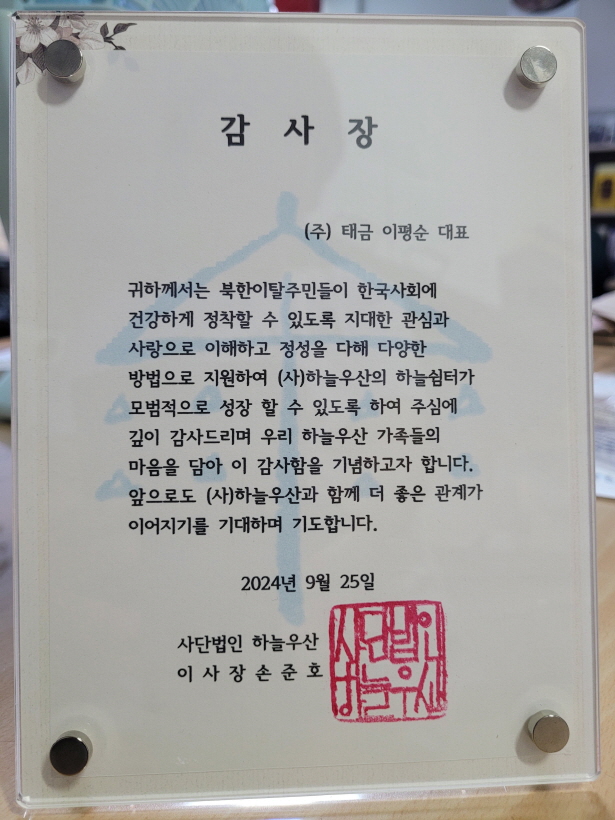 감 사 장
(주) 태금 이평순 대표
귀하께서는 북한이탈주민들이 한국사회에
건강하게 정착할 수 있도록 지대한 관심과
사랑으로 이해하고 정성을 다해 다양한
방법으로 지원하여 (사)하늘우산의 하늘쉼터가
모범적으로 성장 할 수 있도록 하여 주심에
깊이 감사드리며 우리 하늘우산 가족들의
마음을 담아 이 감사함을 기념하고자 합니다.
앞으로도 (사)하늘우산과 함께 더 좋은 관계가
이어지기를 기대하며 기도합니다.
2024년 9월 25일
사단법인 하늘우산
이 사 장 손 준 호
사단법인
하늘우산